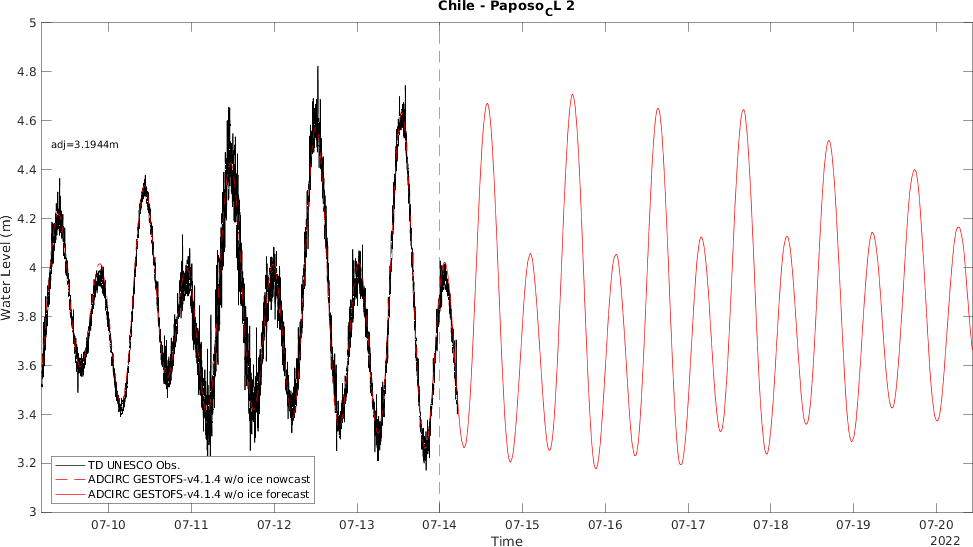 Chile - Paposo_CL 2
5
4.8
4.6
4.4
4.2
4
3.8
3.6
3.4
3.2
3
Water Level (m)
adj=3.1944m
TD UNESCO Obs.
ADCIRC GESTOFS-v4.1.4 w/o ice nowcast
ADCIRC GESTOFS-v4.1.4 w/o ice forecast
07-10 07-11 07-12 07-13 07-14 07-15 07-16 07-17 07-18 07-19 07-20
Time
2022